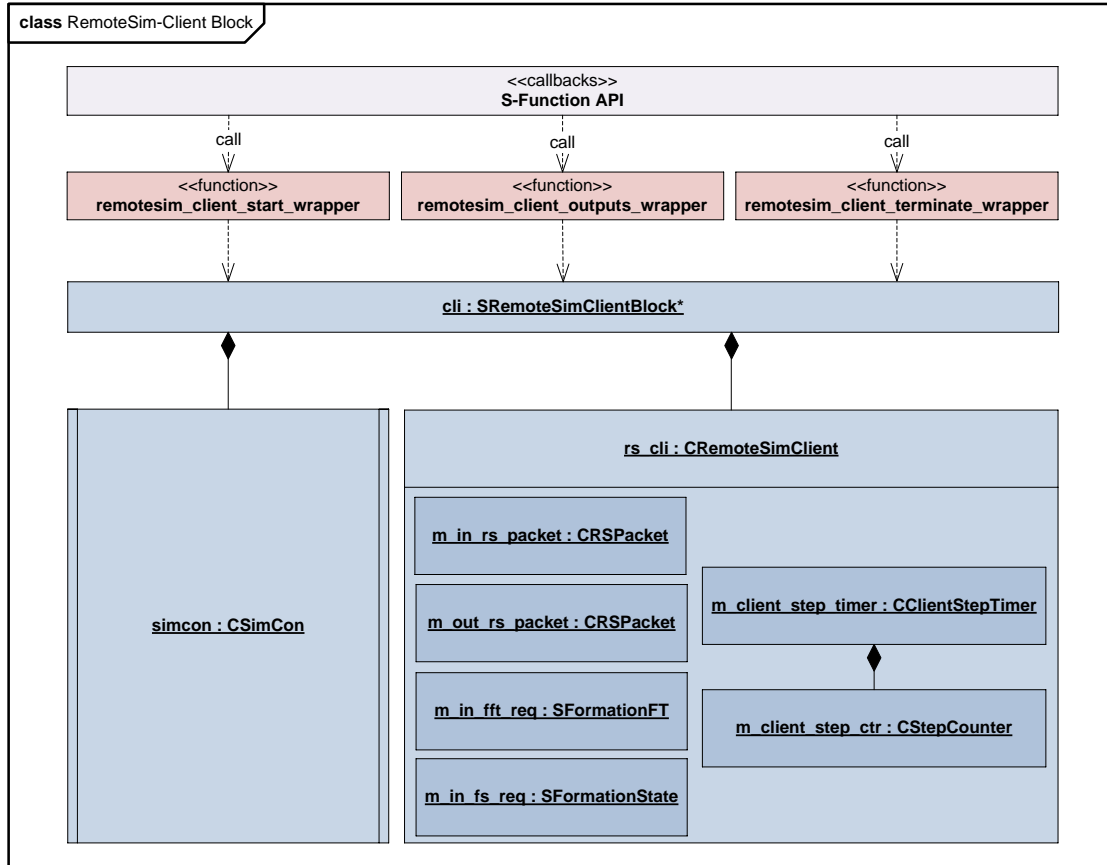 class RemoteSim-Client Block
<<callbacks>>
S-Function API
call
call
call
<<function>>
remotesim_client_start_wrapper
<<function>>
remotesim_client_outputs_wrapper
<<function>>
remotesim_client_terminate_wrapper
cli : SRemoteSimClientBlock*
simcon : CSimCon
rs_cli : CRemoteSimClient
m_in_rs_packet : CRSPacket
m_out_rs_packet : CRSPacket
m_in_fft_req : SFormationFT
m_in_fs_req : SFormationState
m_client_step_timer : CClientStepTimer
m_client_step_ctr : CStepCounter